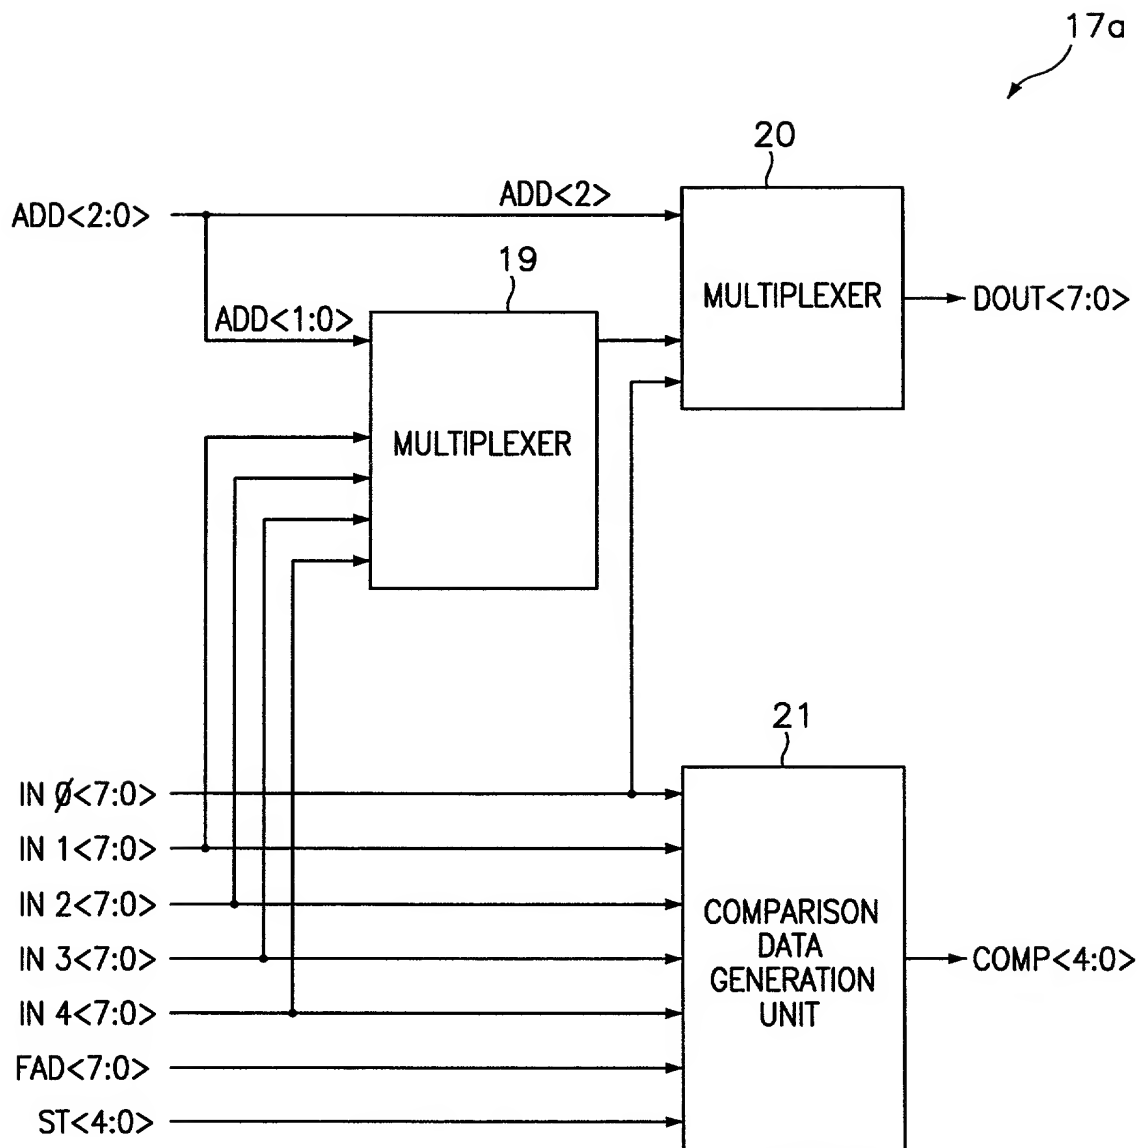 17a
20
ADD<2:0>
ADD<2>
19
MULTIPLEXER
DOUT<7:0>
ADD<1:0>
MULTIPLEXER
21
IN Ø<7:0>
IN 1<7:0>
IN 2<7:0>
IN 3<7:0>
IN 4<7:0>
FAD<7:0>
ST<4:0>
COMPARISON
DATA
GENERATION
UNIT
COMP<4:0>